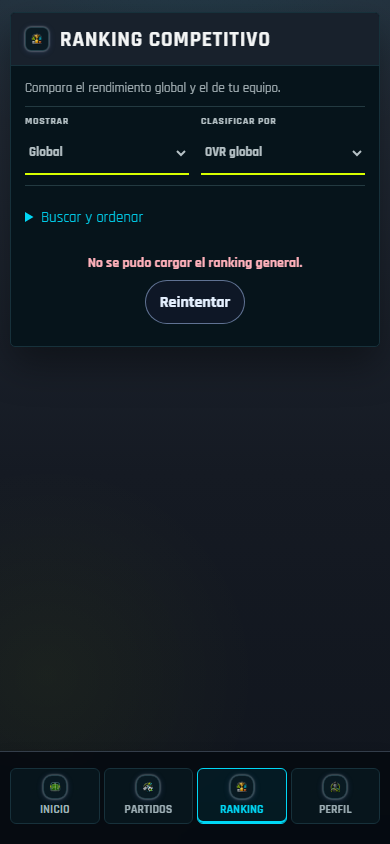 RANKING COMPETITIVO
Compara el rendimiento global y el de tu equipo.
MOSTRAR
CLASIFICAR POR
Global
OVR global
Buscar y ordenar
No se pudo cargar el ranking general.
Reintentar
INICIO
PARTIDOS
RANKING
PERFIL